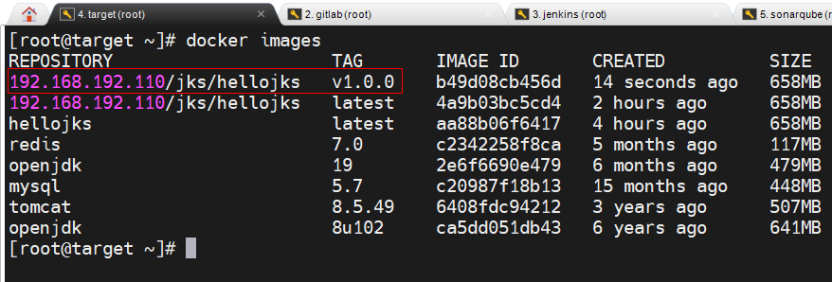 4. target (root) × 2. gitlab (root) 3. jenkins (root) 5. sonarqube (r
[root@target ~]# docker images
REPOSITORY TAG IMAGE ID CREATED SIZE
192.168.192.110/jks/hellojks v1.0.0 b49d08cb456d 14 seconds ago 658MB
192.168.192.110/jks/hellojks latest 4a9b03bc5cd4 2 hours ago 658MB
hellojks latest aa88b06f6417 4 hours ago 658MB
redis 7.0 c2342258f8ca 5 months ago 117MB
openjdk 19 2e6f6690e479 6 months ago 479MB
mysql 5.7 c20987f18b13 15 months ago 448MB
tomcat 8.5.49 6408fdc94212 3 years ago 507MB
openjdk 8u102 ca5dd051db43 6 years ago 641MB
[root@target ~]#